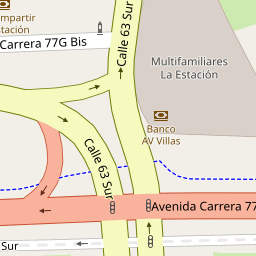 ompartir
stación
Carrera 77G Bis
Calle 63 Sur
Multifamiliares
La Estación
Banco
AV Villas
Calle 63 Sur
Avenida Carrera 77
Sur